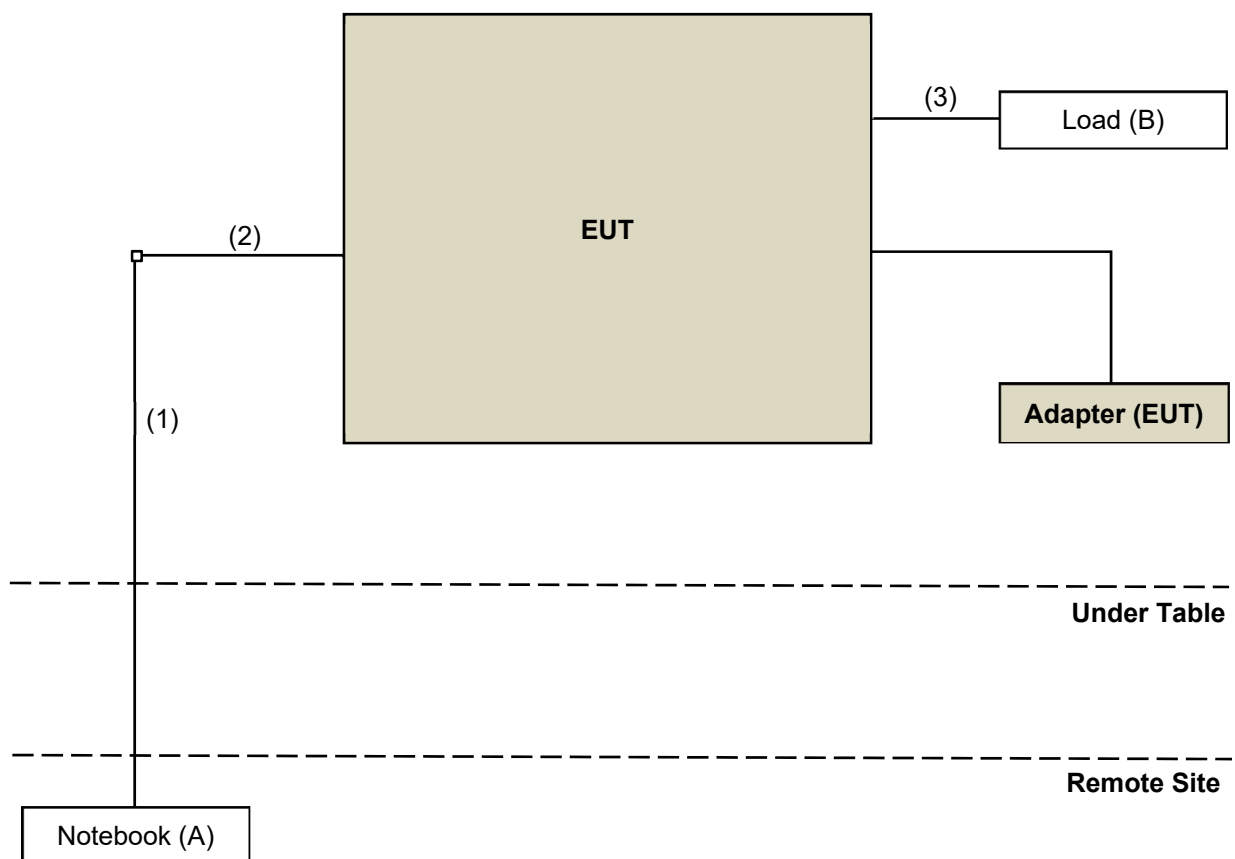 (3)
Load (B)
EUT
(2)
Adapter (EUT)
(1)
Under Table
Remote Site
Notebook (A)